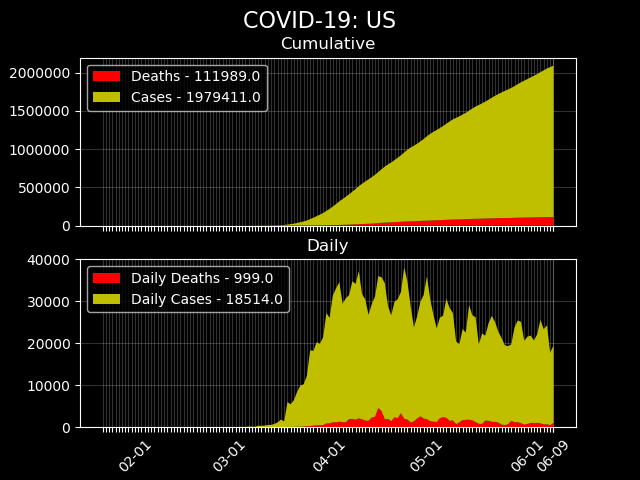 COVID-19: US
Cumulative
Deaths - 111989.0
Cases - 1979411.0
2000000
1500000
1000000
500000
0
Daily
Daily Deaths - 999.0
Daily Cases - 18514.0
40000
30000
20000
10000
0
02-01
03-01
04-01
05-01
06-01
06-09